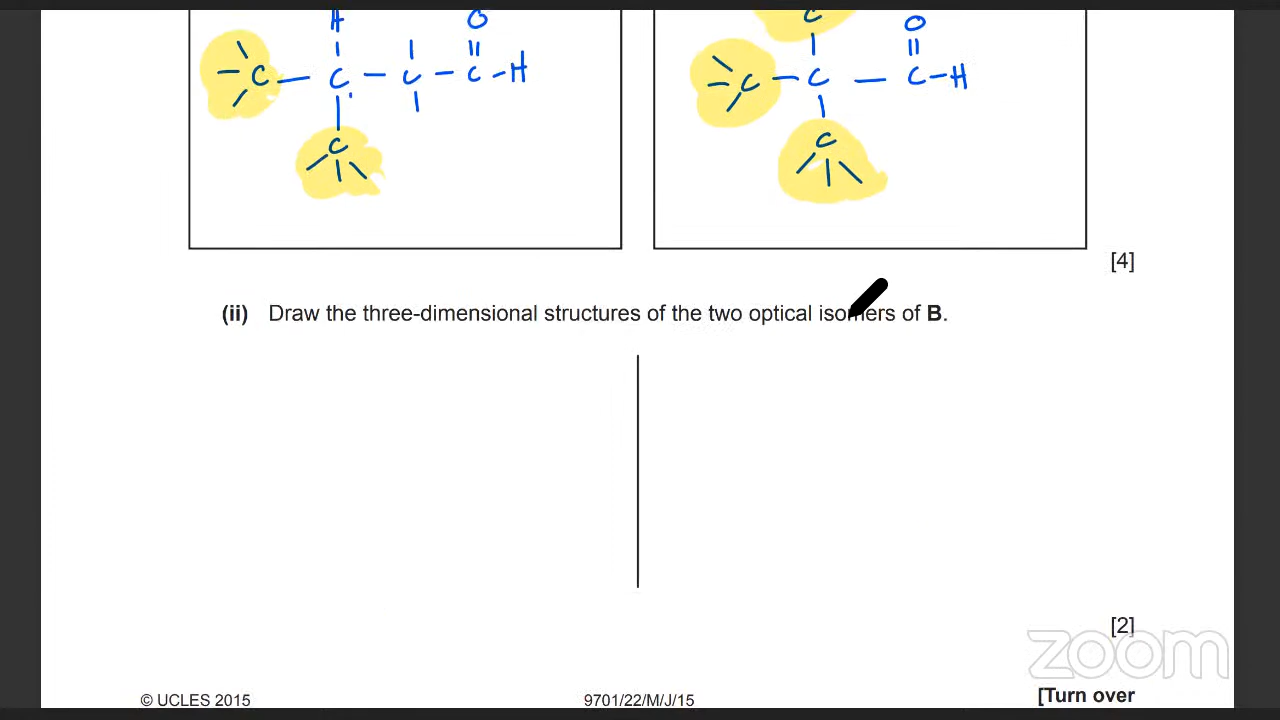 H O C O
C – C – C – C – H C – C – C – H
C C
[4]
(ii) Draw the three-dimensional structures of the two optical isomers of B.
[2]
zoom
© UCLES 2015 9701/22/M/J/15 [Turn over